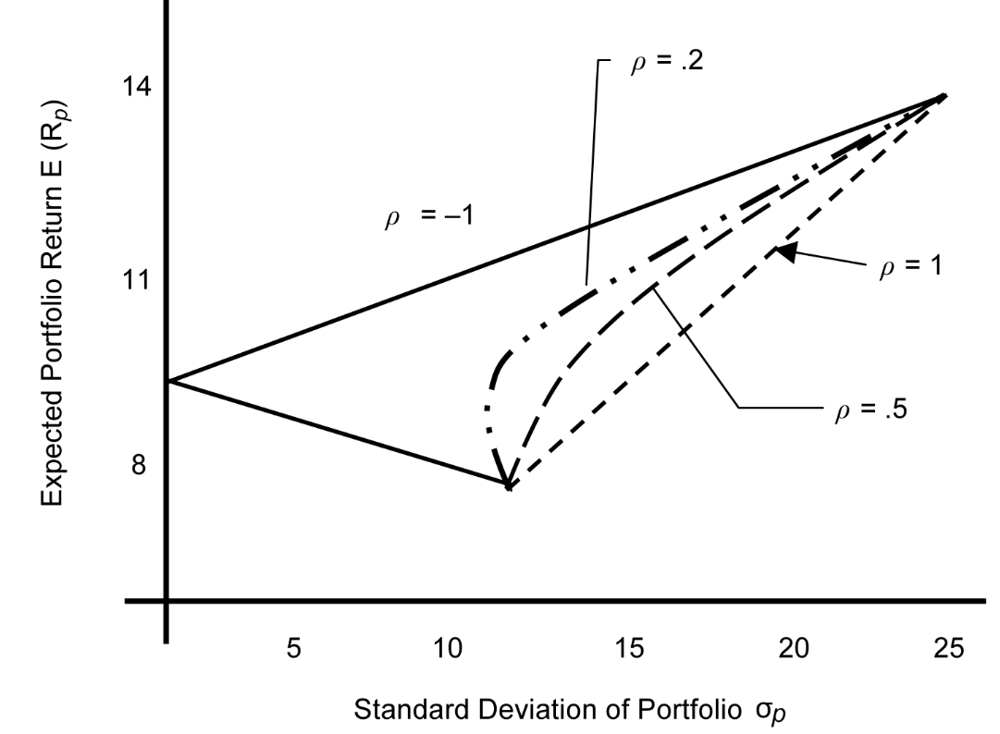 Expected Portfolio Return E (Rp)
14
11
8
ρ = .2
ρ = –1
ρ = 1
ρ = .5
5 10 15 20 25
Standard Deviation of Portfolio σp